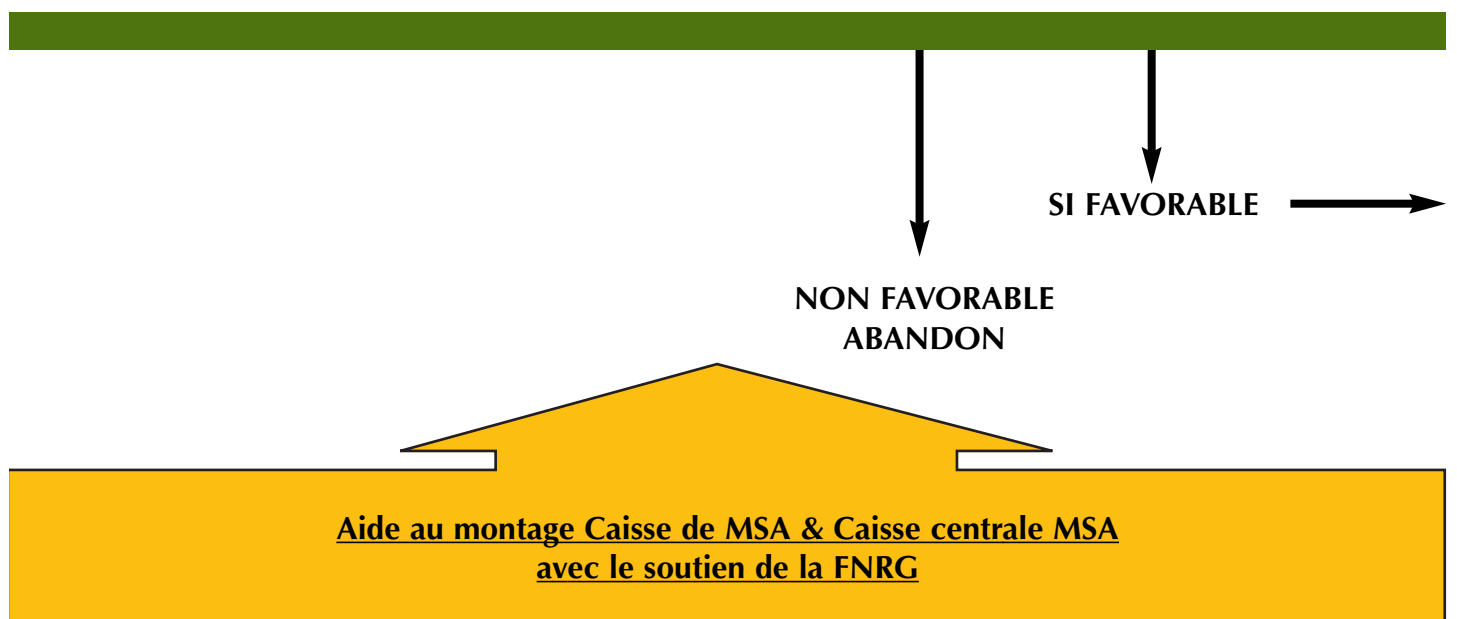 SI FAVORABLE
NON FAVORABLE
ABANDON
Aide au montage Caisse de MSA & Caisse centrale MSA
avec le soutien de la FNRG